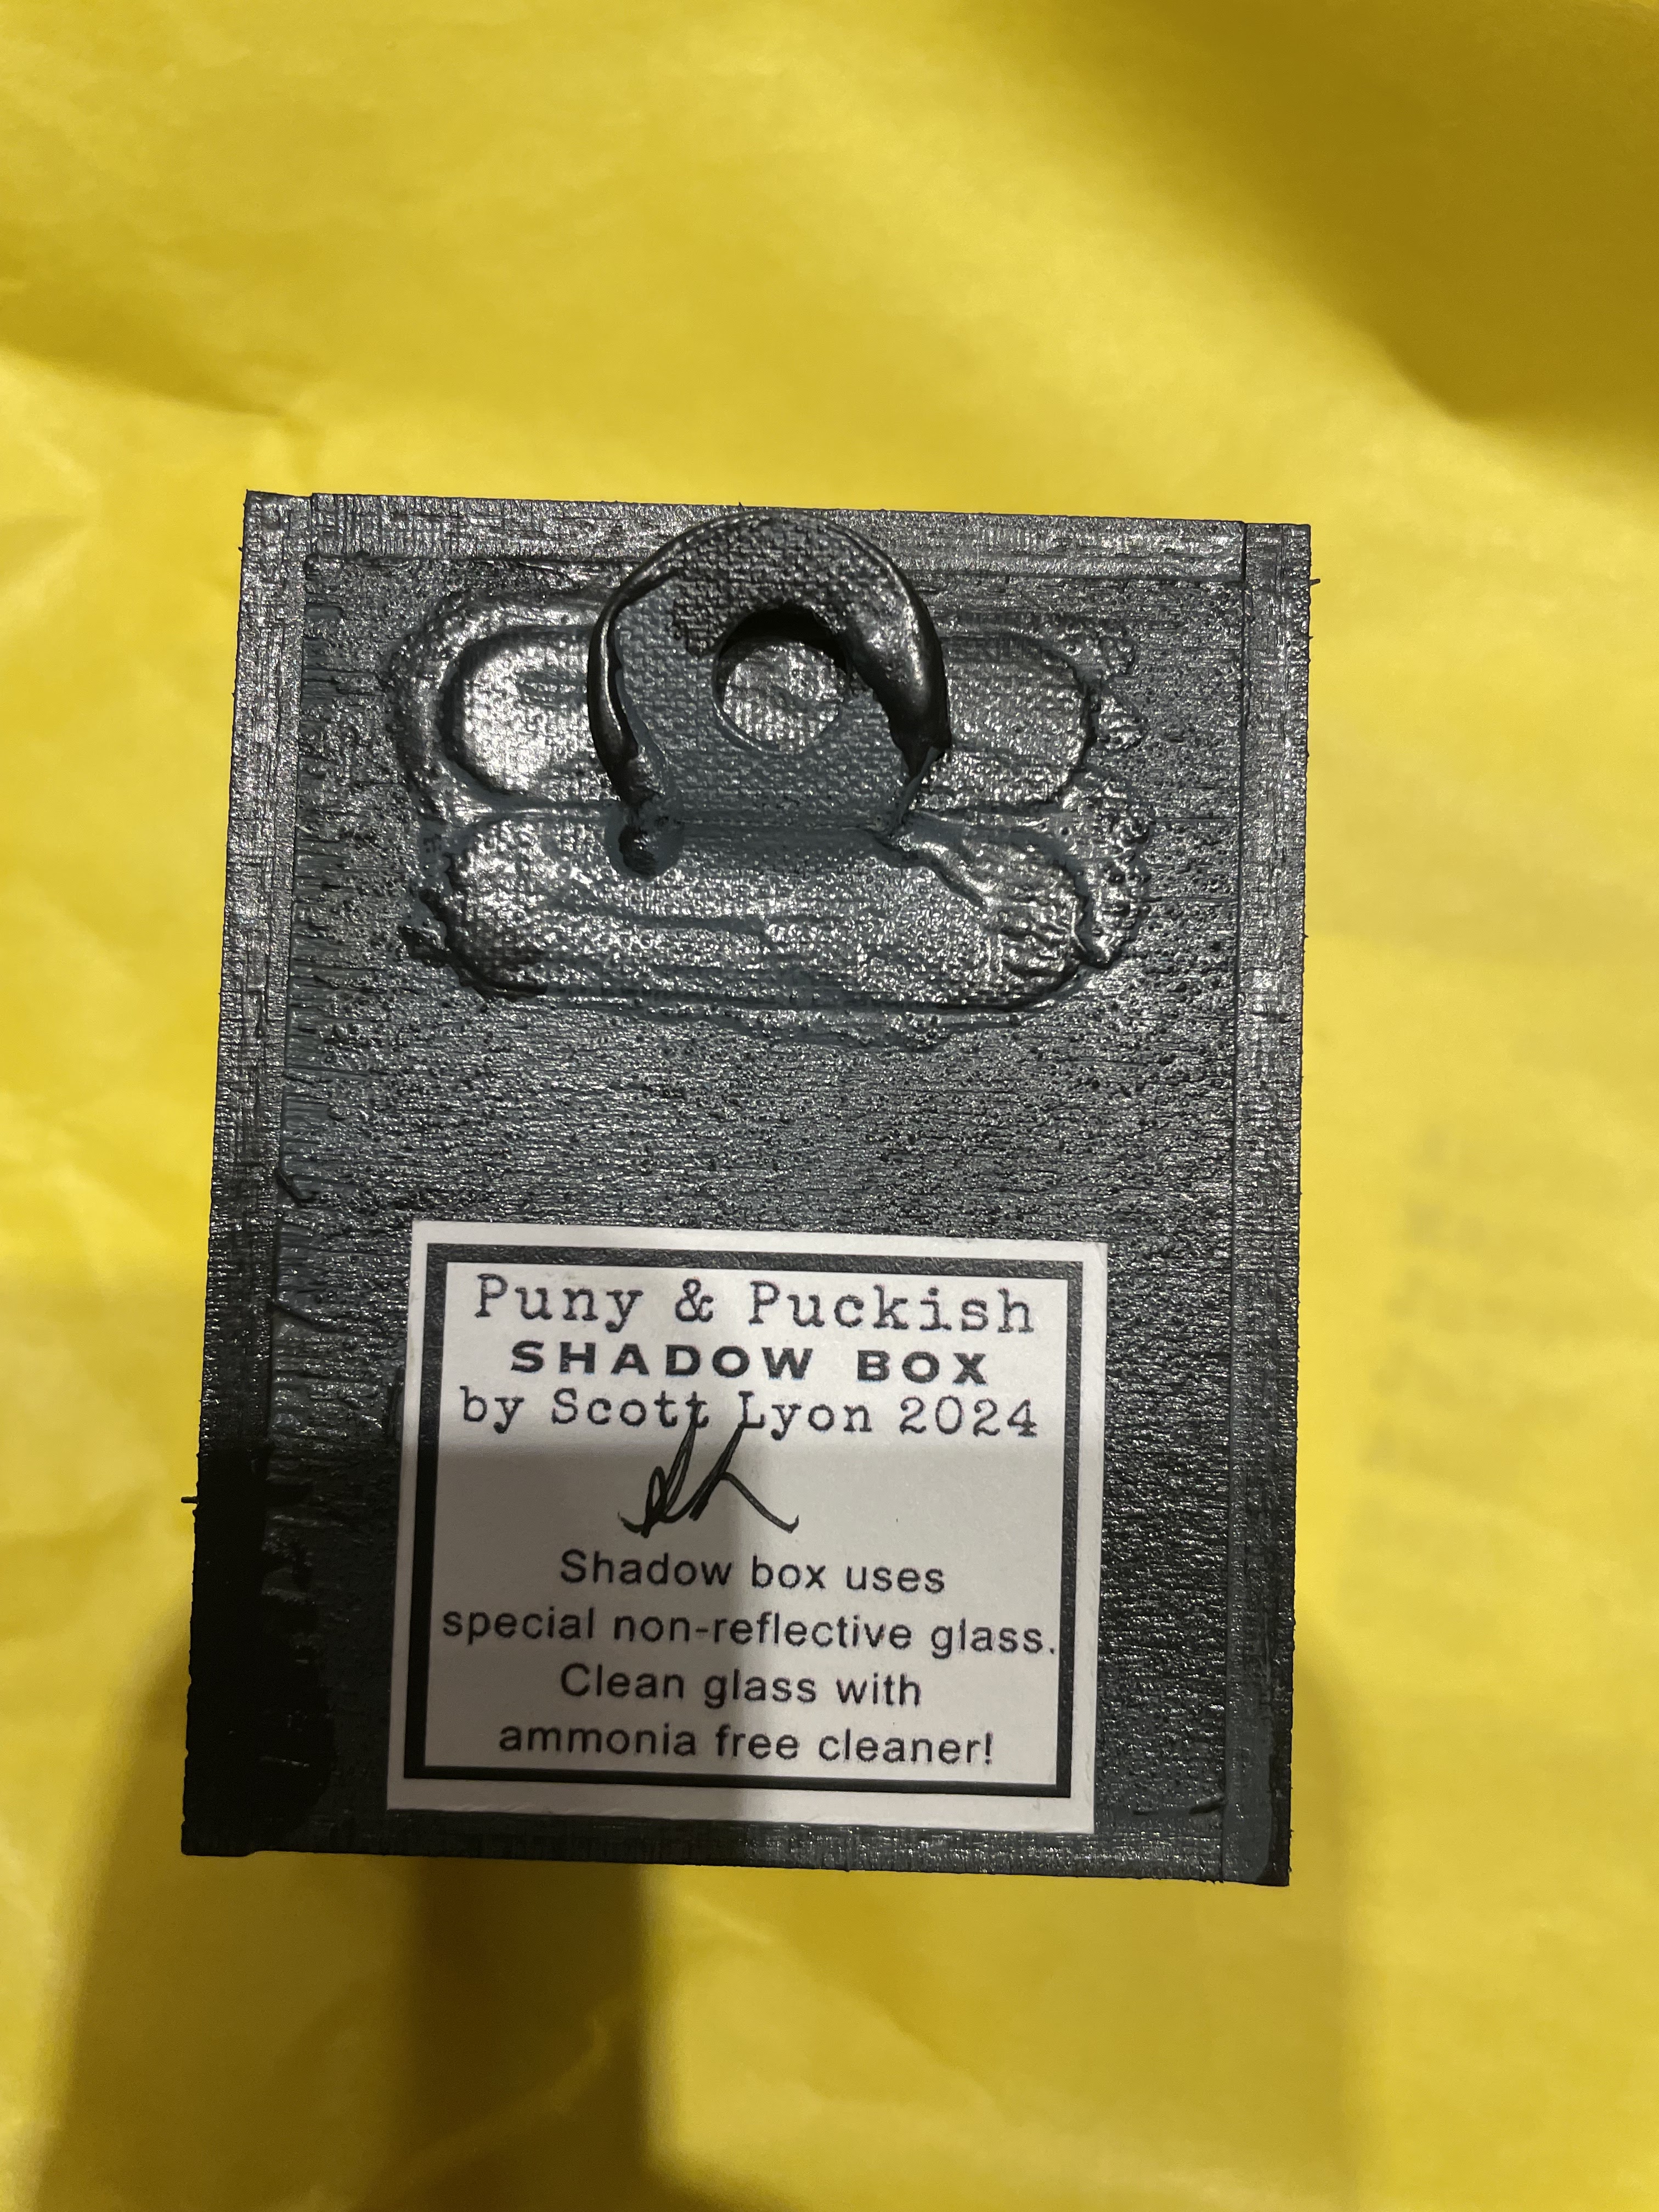 Puny & Puckish
SHADOW BOX
by Scott Lyon 2024
Shadow box uses
special non-reflective glass.
Clean glass with
ammonia free cleaner!